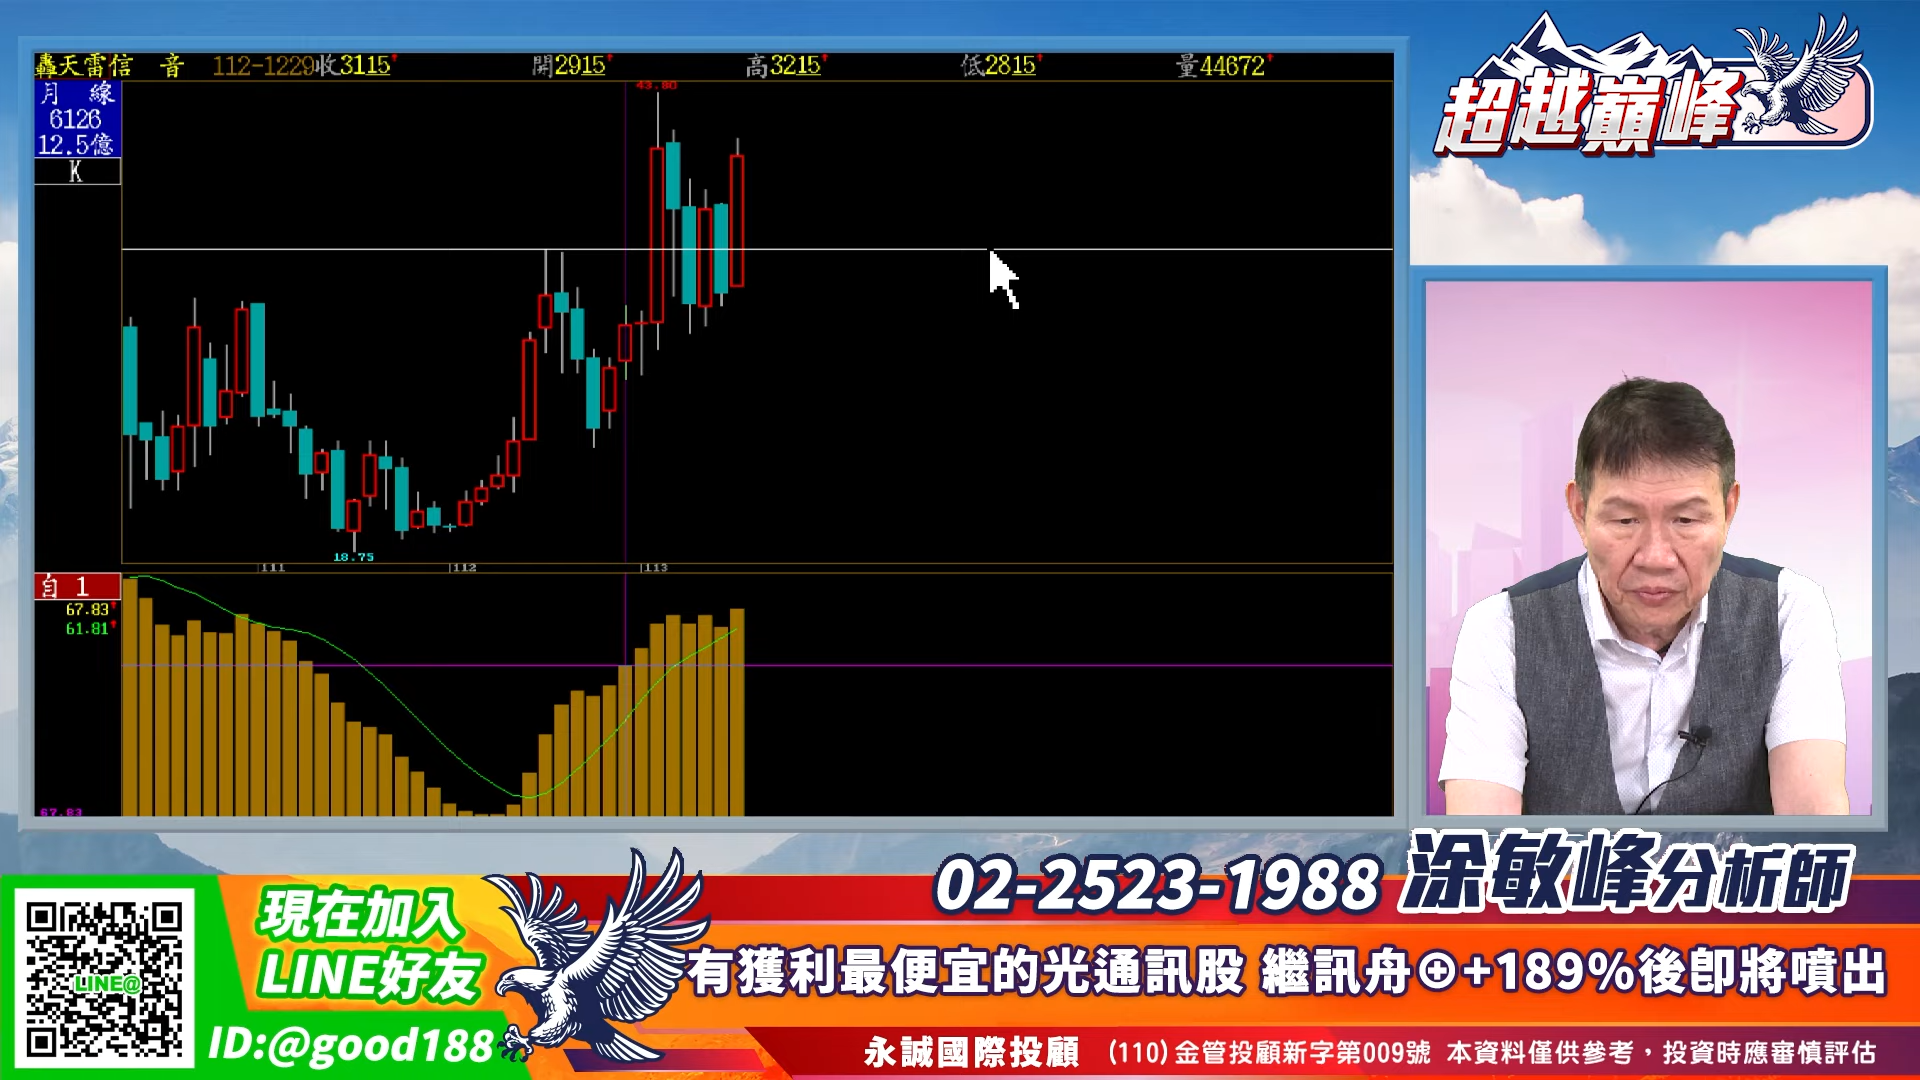 轟天雷信 音 112-1229收3115 開2915 高3215 低2815 量44672
月 線
6126
12.5億
K
43.80
18.75
111 112 113
自 1
67.83
61.81
67.83
超越巔峰
02-2523-1988 涂敏峰分析師
現在加入
LINE好友
LINE@
ID:@good188
有獲利最便宜的光通訊股 繼訊舟⊕+189%後即將噴出
永誠國際投顧 (110)金管投顧新字第009號 本資料僅供參考，投資時應審慎評估